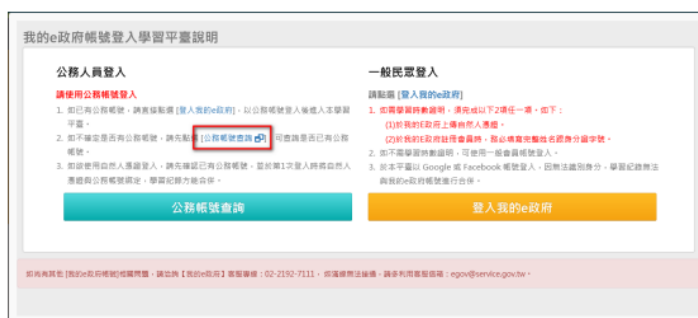 我的e政府帳號登入學習平臺說明
公務人員登入
請使用公務帳號登入
1. 如已有公務帳號，請直接點選 [登入我的e政府]，以公務帳號登入後進入本學習
平臺。
2. 如不確定是否有公務帳號，請先點選 [公務帳號查詢]，可查詢是否已有公務
帳號。
3. 如欲使用自然人憑證登入，請先確認已有公務帳號，並於第1次登入時將自然人
憑證與公務帳號綁定，學習紀錄方能合併。
公務帳號查詢
一般民眾登入
請點選 [登入我的e政府]
1. 如需學習時數證明，須完成以下2項任一項，如下：
(1)於我的E政府上傳自然人憑證。
(2)於我的E政府註冊會員時，務必填寫完整姓名跟身分證字號。
2. 如不需學習時數證明，可使用一般會員帳號登入。
3. 於本平臺以 Google 或 Facebook 帳號登入，因無法識別身分，學習紀錄無法
與我的e政府帳號進行合併。
登入我的e政府
如尚有其他 [我的e政府帳號]相關問題，請洽詢【我的e政府】客服專線：02-2192-7111， 如滿線無法接通，請多利用客服信箱：egov@service.gov.tw。